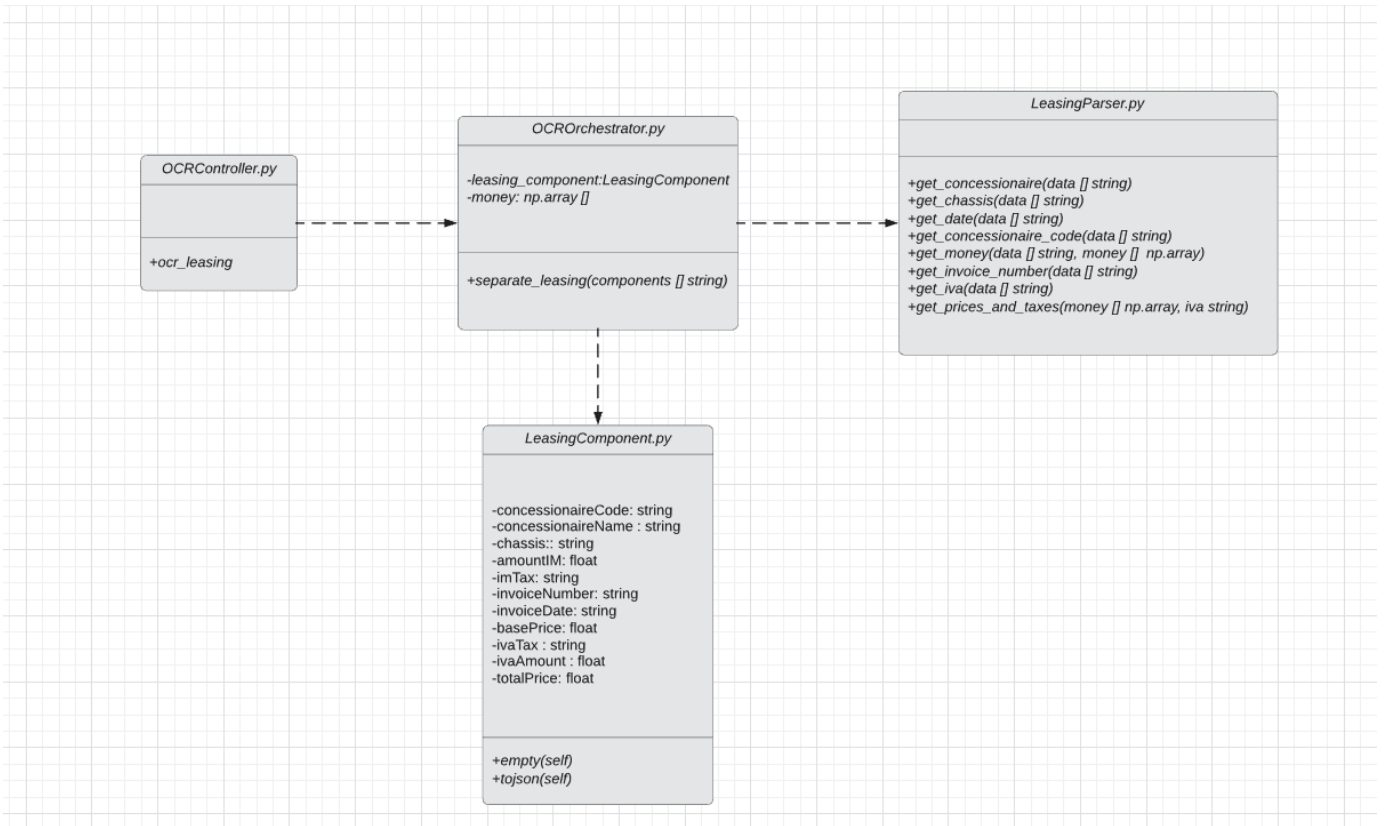 OCRController.py
+ocr_leasing
OCROrchestrator.py
-leasing_component:LeasingComponent
-money: np.array []
+separate_leasing(components [] string)
LeasingParser.py
+get_concessionaire(data [] string)
+get_chassis(data [] string)
+get_date(data [] string)
+get_concessionaire_code(data [] string)
+get_money(data [] string, money [] np.array)
+get_invoice_number(data [] string)
+get_iva(data [] string)
+get_prices_and_taxes(money [] np.array, iva string)
LeasingComponent.py
-concessionaireCode: string
-concessionaireName : string
-chassis:: string
-amountIM: float
-imTax: string
-invoiceNumber: string
-invoiceDate: string
-basePrice: float
-ivaTax : string
-ivaAmount : float
-totalPrice: float
+empty(self)
+tojson(self)